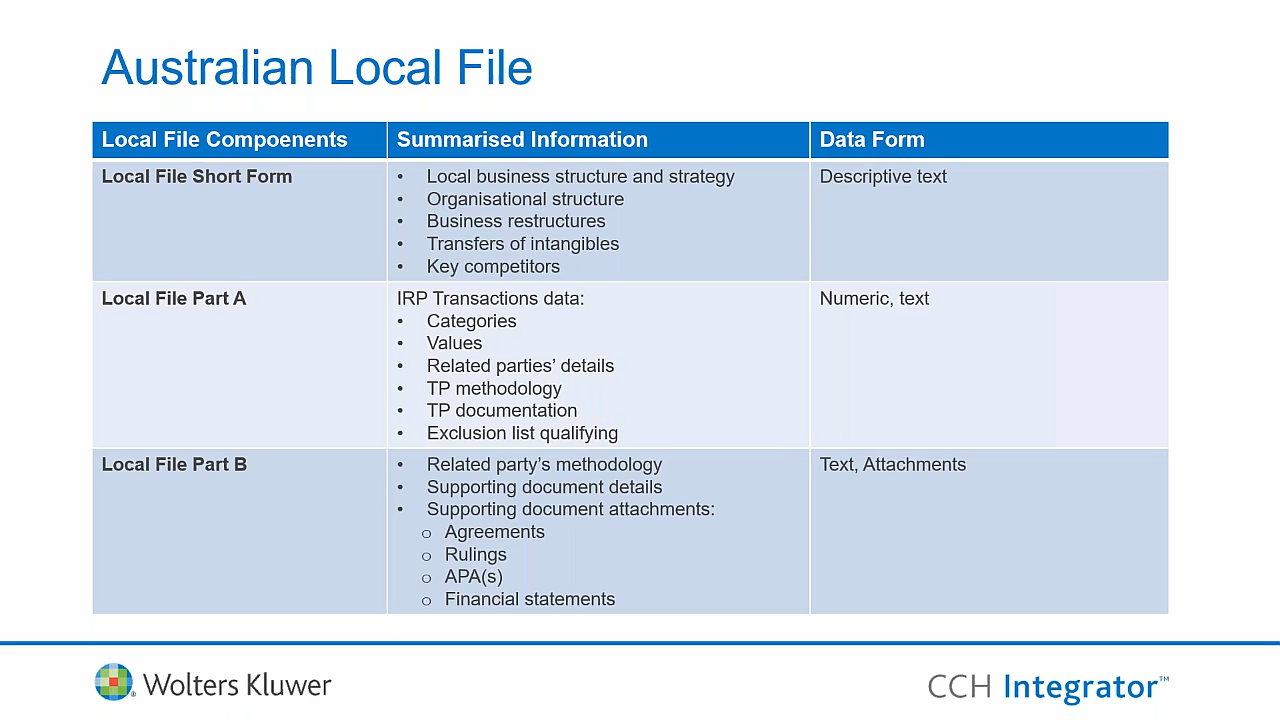 Australian Local File
Local File Compoenents
Summarised Information
Data Form
Local File Short Form
• Local business structure and strategy
• Organisational structure
• Business restructures
• Transfers of intangibles
• Key competitors
Descriptive text
Local File Part A
IRP Transactions data:
• Categories
• Values
• Related parties’ details
• TP methodology
• TP documentation
• Exclusion list qualifying
Numeric, text
Local File Part B
• Related party’s methodology
• Supporting document details
• Supporting document attachments:
o Agreements
o Rulings
o APA(s)
o Financial statements
Text, Attachments
Wolters Kluwer
CCH Integrator™